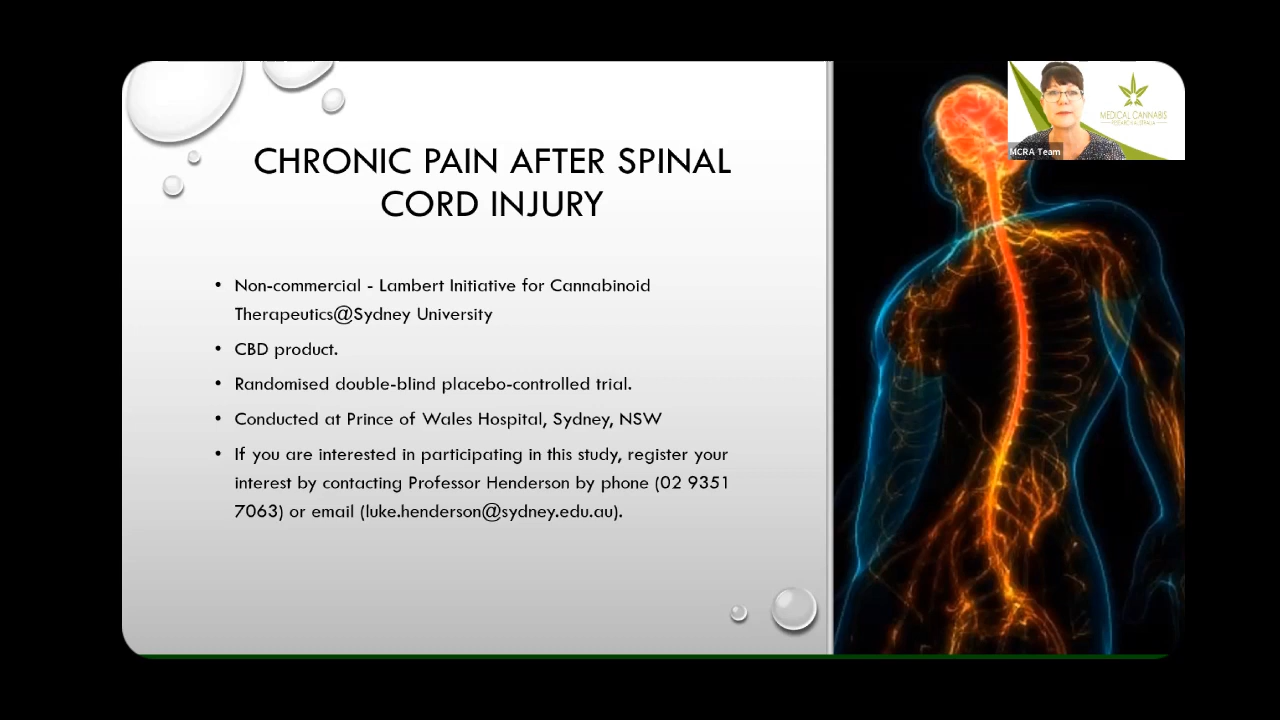 CHRONIC PAIN AFTER SPINAL
CORD INJURY
• Non-commercial - Lambert Initiative for Cannabinoid
Therapeutics@Sydney University
• CBD product.
• Randomised double-blind placebo-controlled trial.
• Conducted at Prince of Wales Hospital, Sydney, NSW
• If you are interested in participating in this study, register your
interest by contacting Professor Henderson by phone (02 9351
7063) or email (luke.henderson@sydney.edu.au).
MEDICAL CANNABIS
RESEARCH AUSTRALIA
MCRA Team